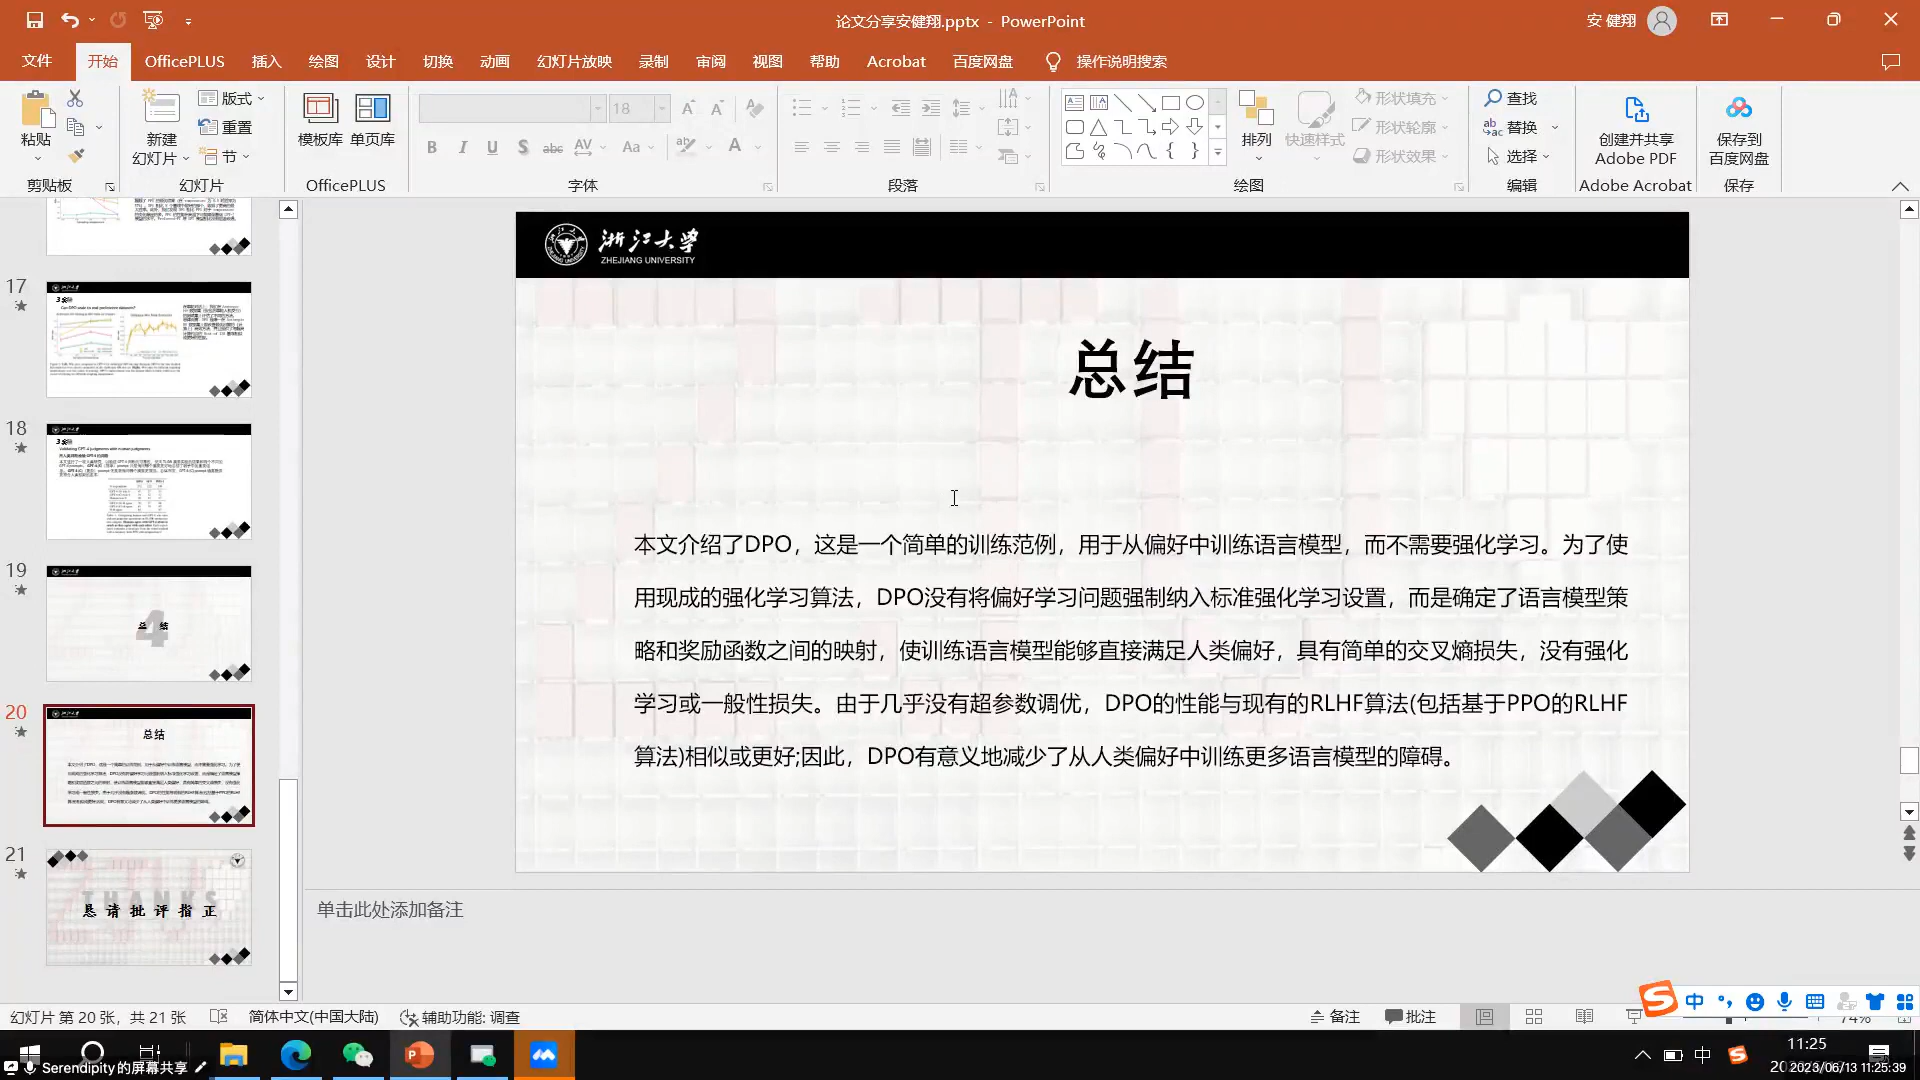 论文分享安健翔.pptx - PowerPoint
安 健翔
文件 开始 OfficePLUS 插入 绘图 设计 切换 动画 幻灯片放映 录制 审阅 视图 帮助 Acrobat 百度网盘 操作说明搜索
粘贴
剪贴板
新建
幻灯片
版式
重置
节
幻灯片
模板库 单页库
OfficePLUS
18
字体
段落
排列
快速样式
形状填充
形状轮廓
形状效果
绘图
查找
替换
选择
编辑
创建并共享
Adobe PDF
Adobe Acrobat
保存到
百度网盘
保存
17
18
19
总 结
4
20
总结
21
THANKS
恳 请 批 评 指 正
浙江大学
ZHEJIANG UNIVERSITY
总结
本文介绍了DPO，这是一个简单的训练范例，用于从偏好中训练语言模型，而不需要强化学习。为了使
用现成的强化学习算法，DPO没有将偏好学习问题强制纳入标准强化学习设置，而是确定了语言模型策
略和奖励函数之间的映射，使训练语言模型能够直接满足人类偏好，具有简单的交叉熵损失，没有强化
学习或一般性损失。由于几乎没有超参数调优，DPO的性能与现有的RLHF算法(包括基于PPO的RLHF
算法)相似或更好;因此，DPO有意义地减少了从人类偏好中训练更多语言模型的障碍。
单击此处添加备注
幻灯片 第 20 张，共 21 张
简体中文(中国大陆)
辅助功能: 调查
备注
批注
74%
中
Serendipity的屏幕共享
中
11:25
2023/06/13 11:25:39